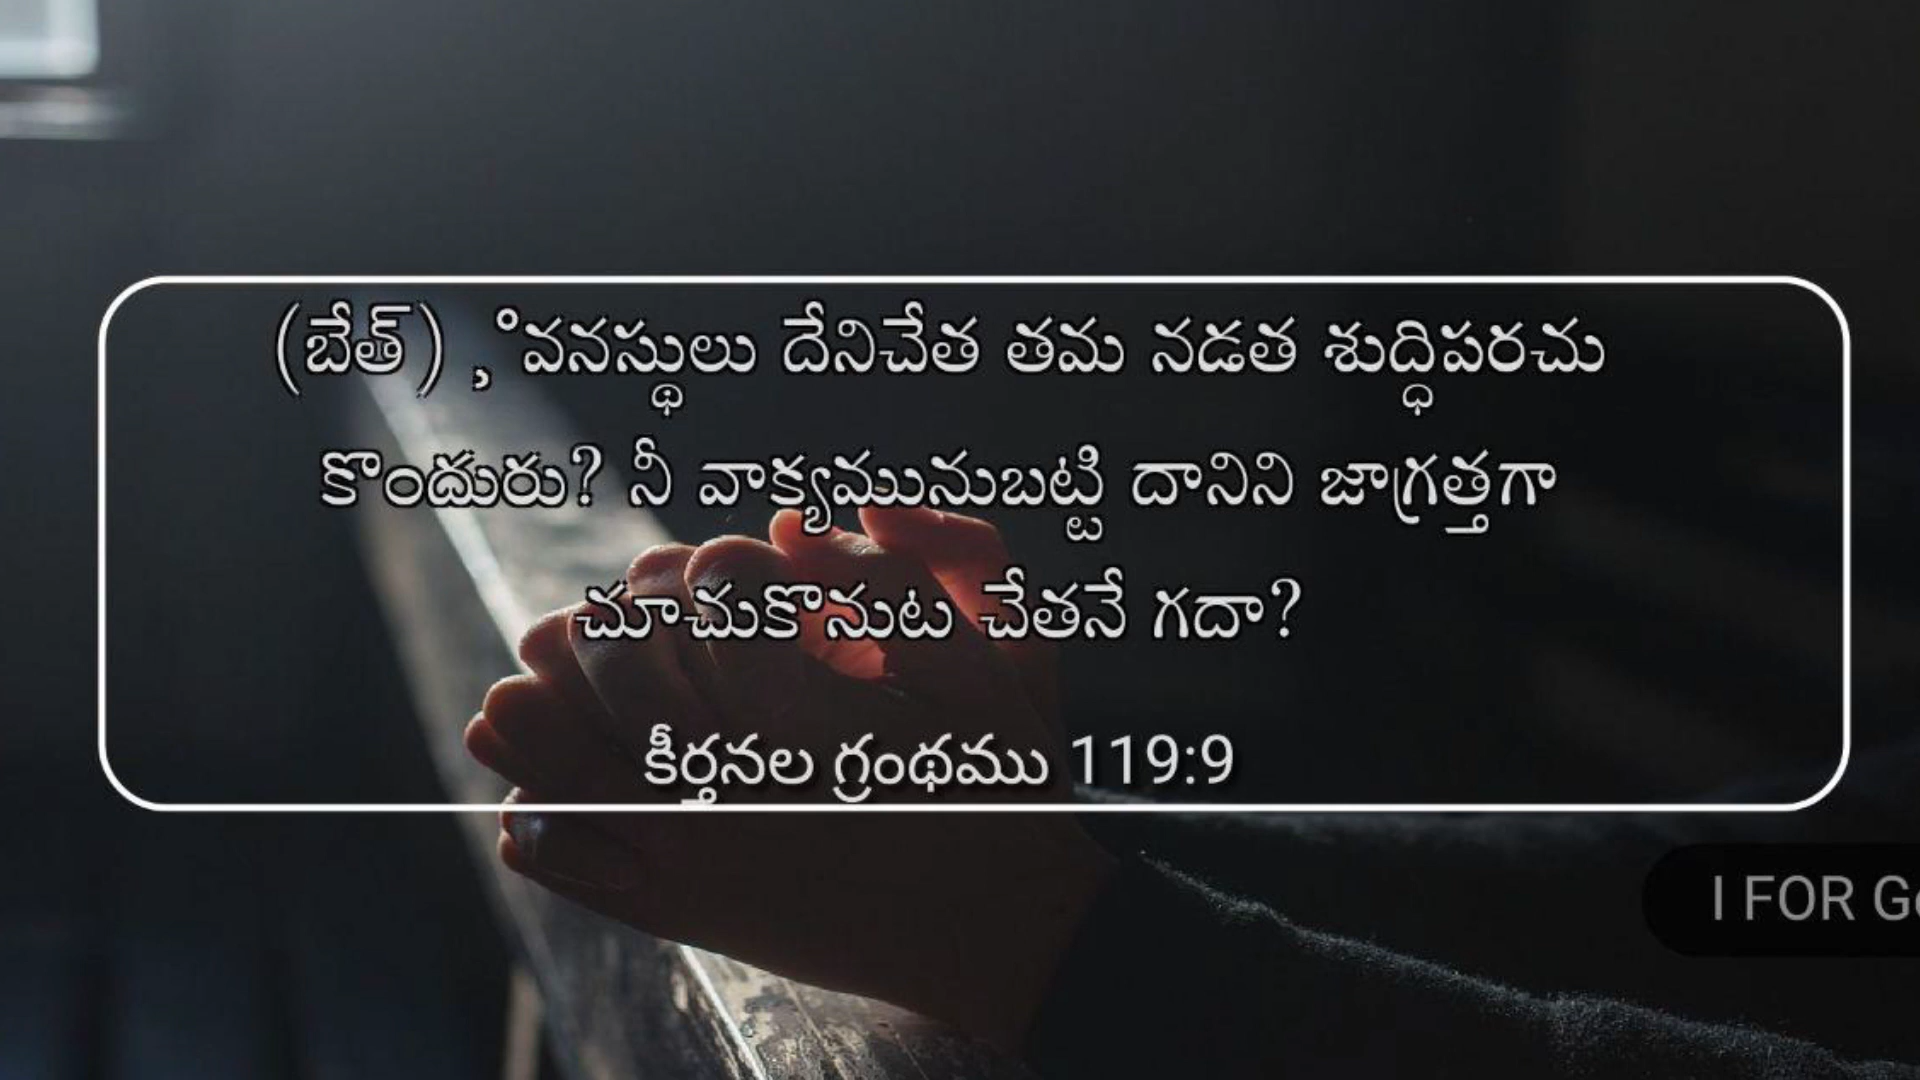 (బేత్) , ివనస్థులు దేనిచేత తమ నడత శుద్ధిపరచు
కొందురు? నీ వాక్యమునుబట్టి దానిని జాగ్రత్తగా
చూచుకొనుట చేతనే గదా?
కీర్తనల గ్రంథము 119:9
I FOR